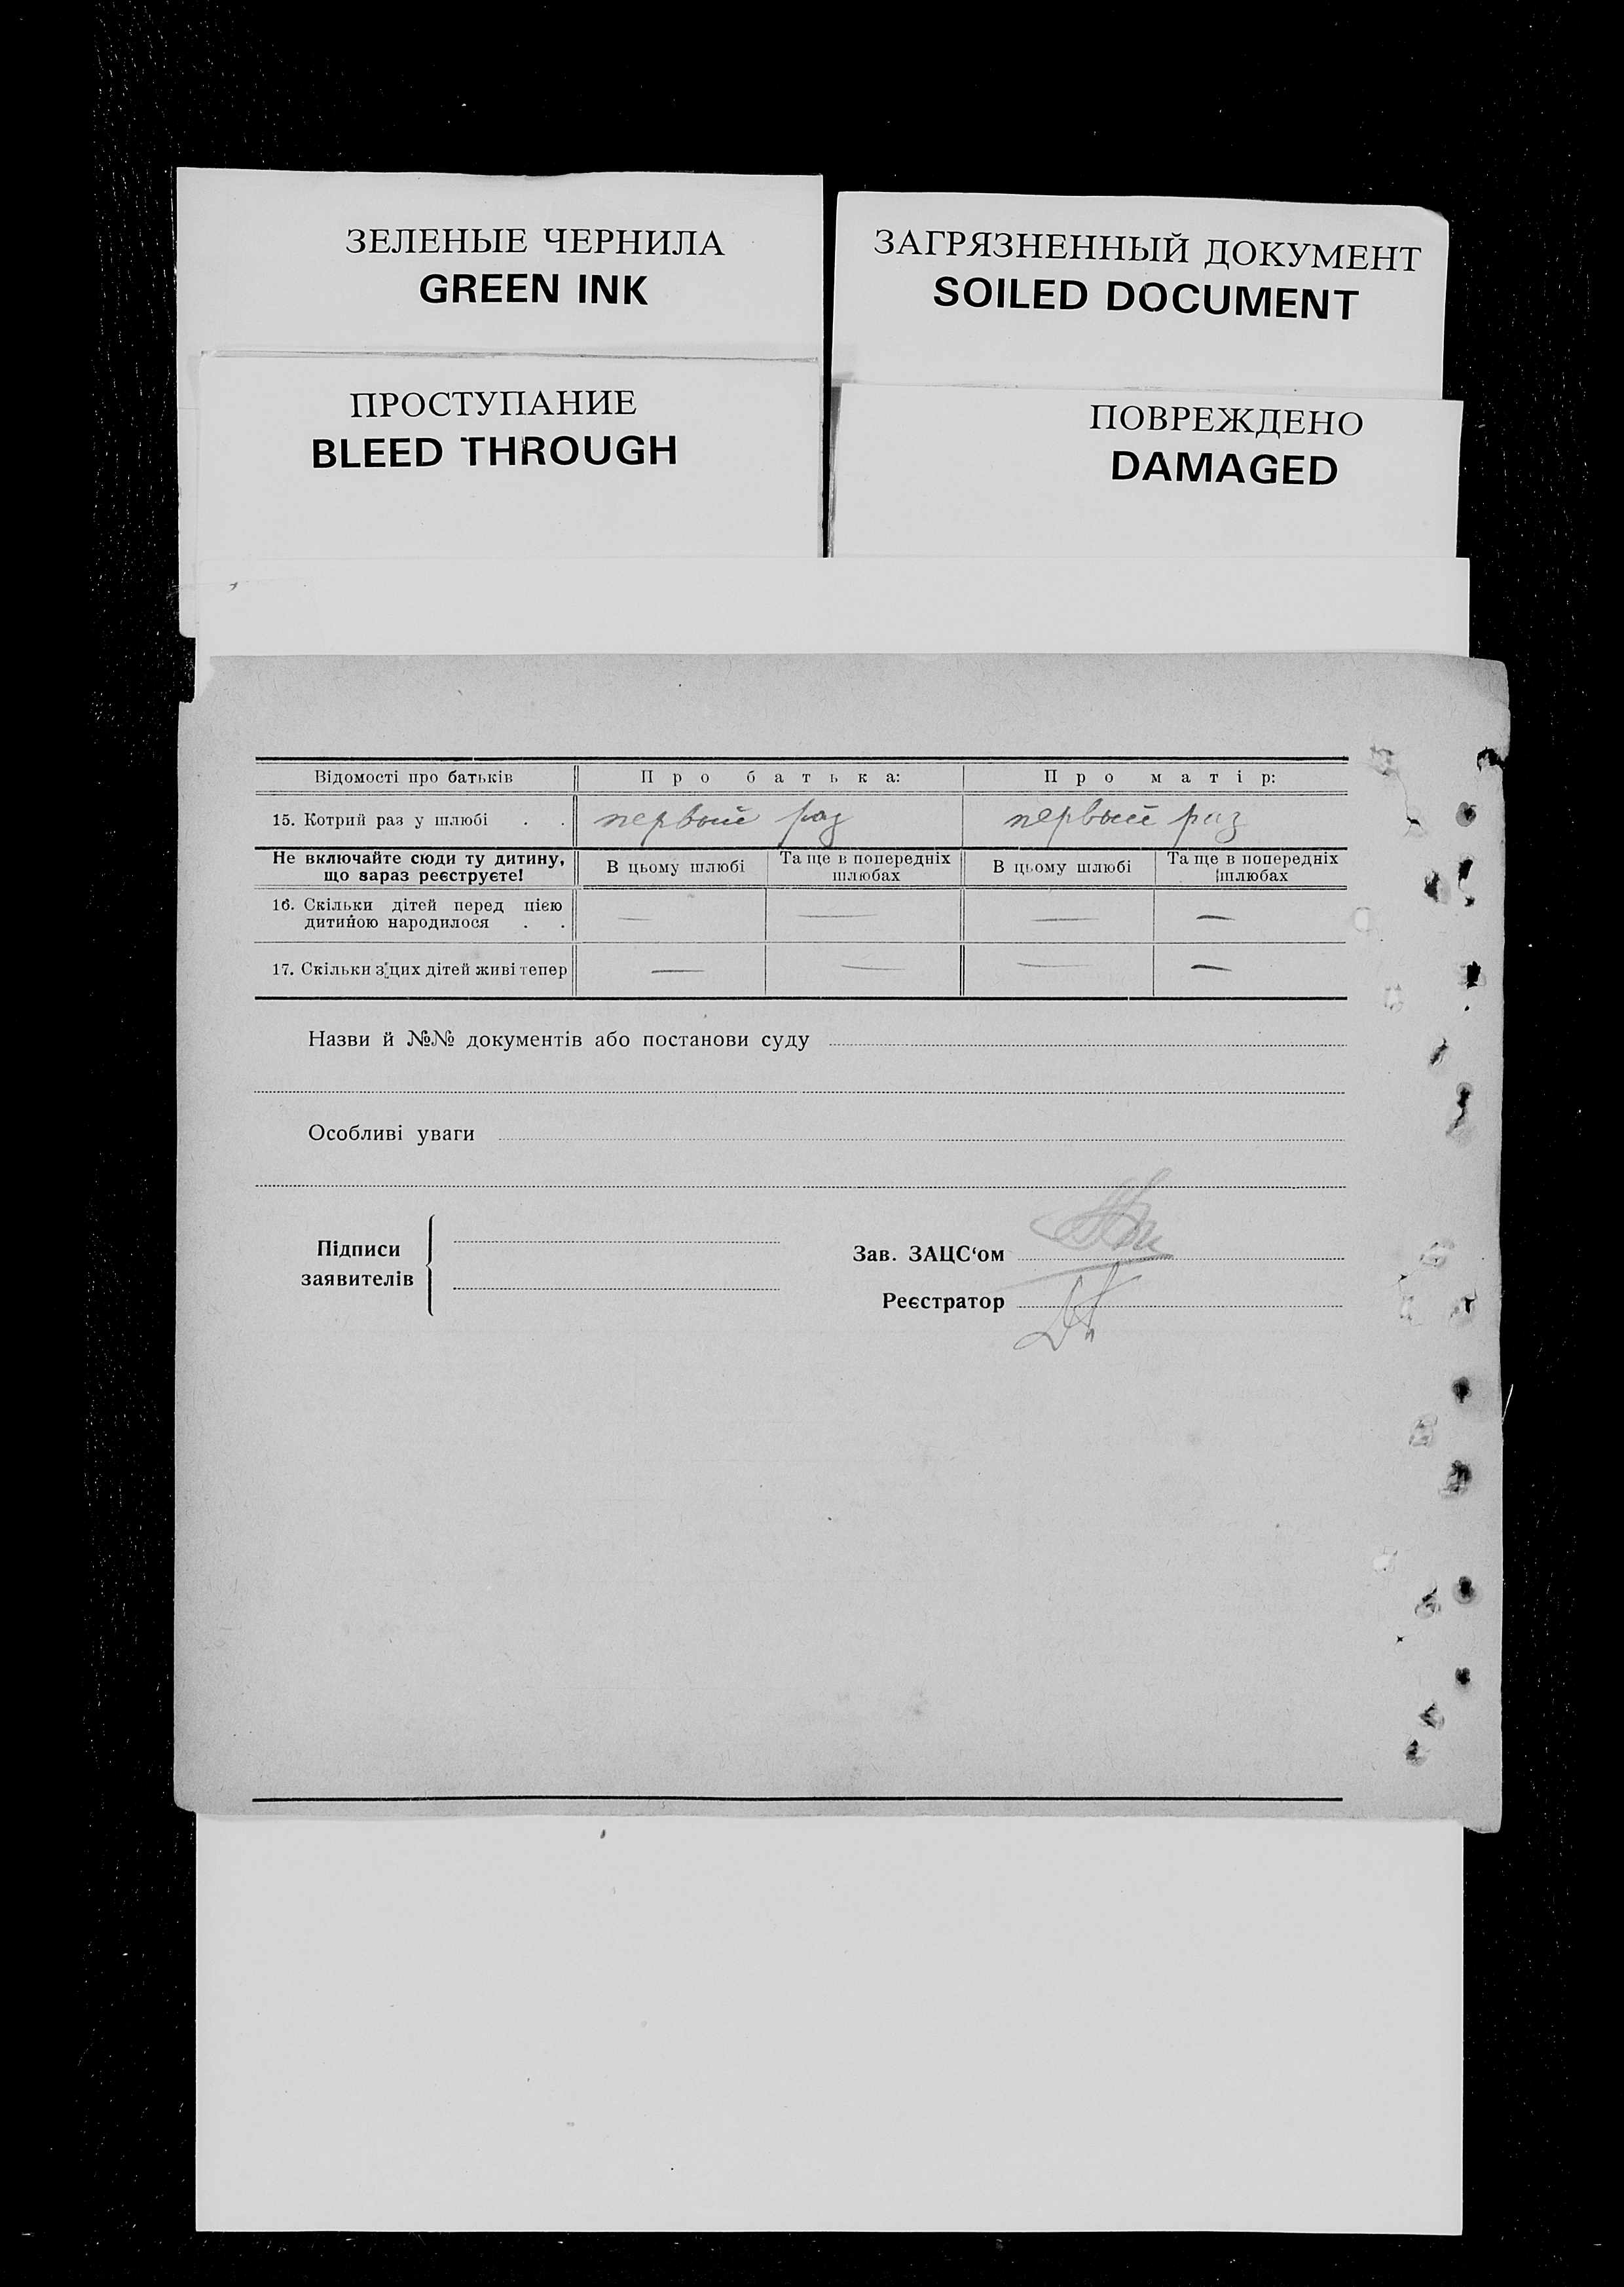 ЗЕЛЕНЫЕ ЧЕРНИЛА
GREEN INK
ЗАГРЯЗНЕННЫЙ ДОКУМЕНТ
SOILED DOCUMENT
ПРОСТУПАНИЕ
BLEED THROUGH
ПОВРЕЖДЕНО
DAMAGED
Відомості про батьків Про батька: Про матір:
15. Котрий раз у шлюбі . . первый раз первый раз
Не включайте сюди ту дитину, що зараз реєструєте! В цьому шлюбі Та ще в попередніх шлюбах В цьому шлюбі Та ще в попередніх шлюбах
16. Скільки дітей перед цією
дитиною народилося . . — — — —
17. Скільки з цих дітей живі тепер — — — —
Назви й №№ документів або постанови суду
Особливі уваги
Підписи
заявителів
Зав. ЗАЦС‘ом
Реєстратор